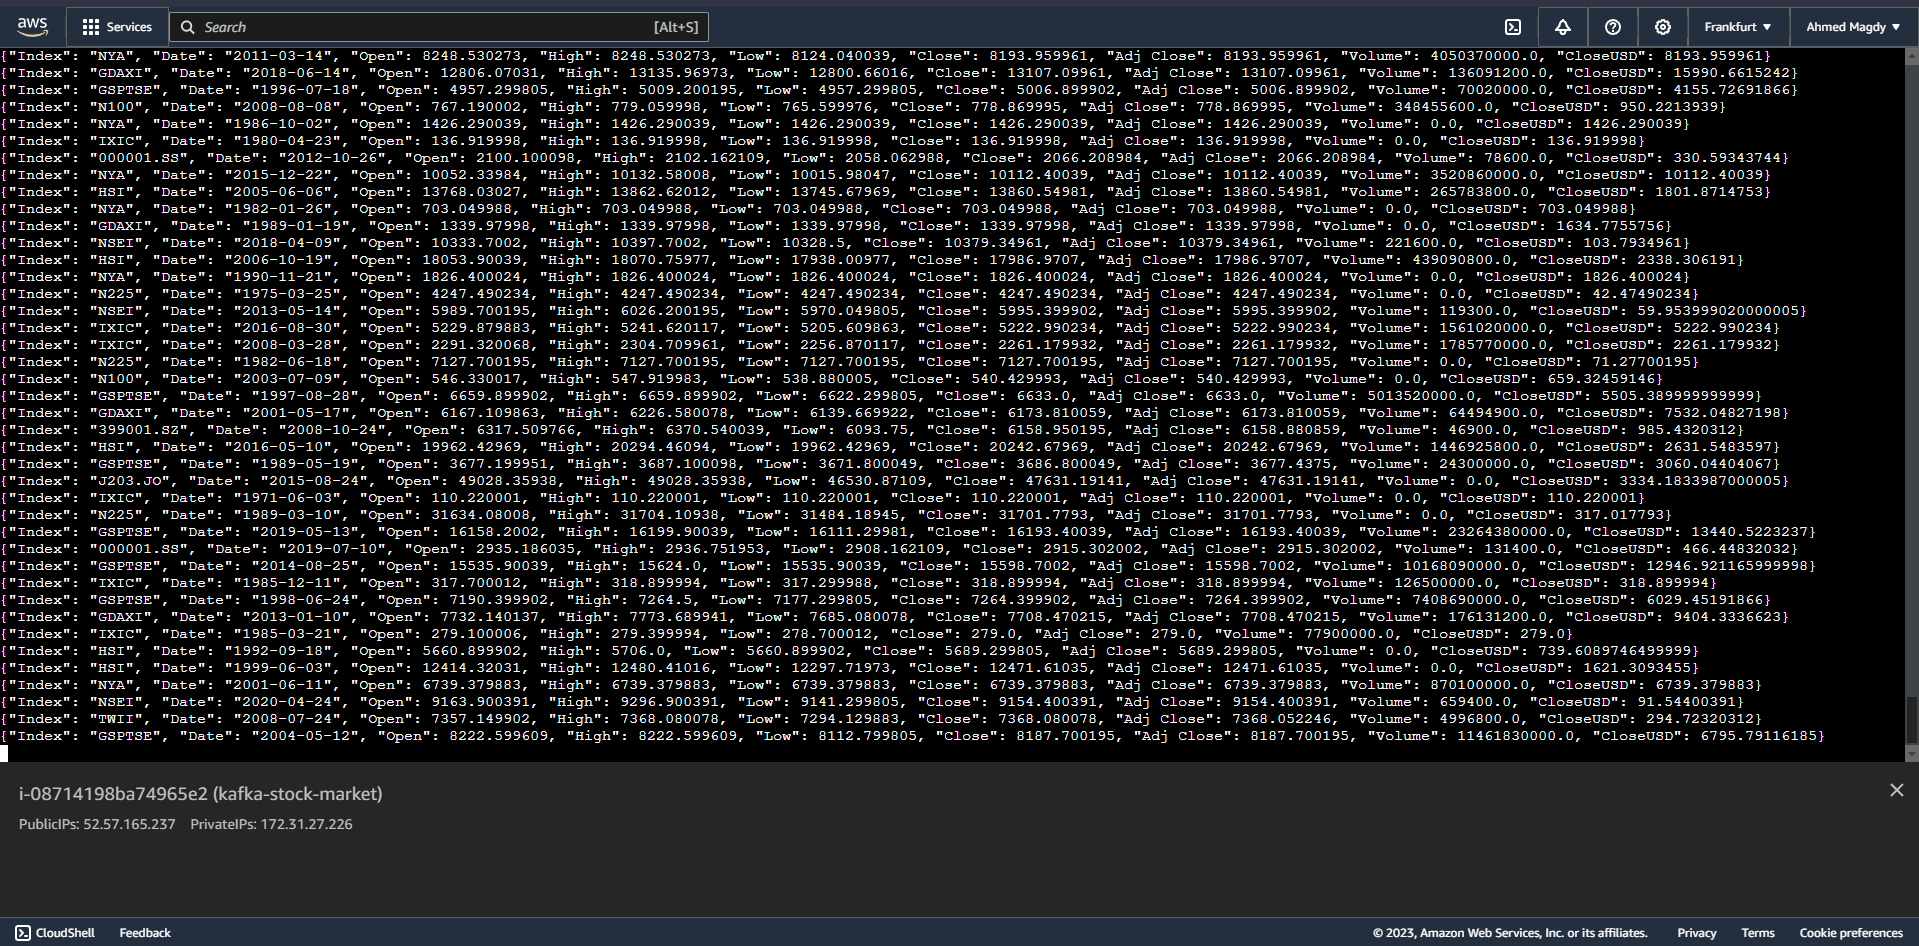 aws Services Search [Alt+S] Frankfurt ▼ Ahmed Magdy ▼
{"Index": "NYA", "Date": "2011-03-14", "Open": 8248.530273, "High": 8248.530273, "Low": 8124.040039, "Close": 8193.959961, "Adj Close": 8193.959961, "Volume": 4050370000.0, "CloseUSD": 8193.959961}
{"Index": "GDAXI", "Date": "2018-06-14", "Open": 12806.07031, "High": 13135.96973, "Low": 12800.66016, "Close": 13107.09961, "Adj Close": 13107.09961, "Volume": 136091200.0, "CloseUSD": 15990.6615242}
{"Index": "GSPTSE", "Date": "1996-07-18", "Open": 4957.299805, "High": 5009.200195, "Low": 4957.299805, "Close": 5006.899902, "Adj Close": 5006.899902, "Volume": 70020000.0, "CloseUSD": 4155.72691866}
{"Index": "N100", "Date": "2008-08-08", "Open": 767.190002, "High": 779.059998, "Low": 765.599976, "Close": 778.869995, "Adj Close": 778.869995, "Volume": 348455600.0, "CloseUSD": 950.2213939}
{"Index": "NYA", "Date": "1986-10-02", "Open": 1426.290039, "High": 1426.290039, "Low": 1426.290039, "Close": 1426.290039, "Adj Close": 1426.290039, "Volume": 0.0, "CloseUSD": 1426.290039}
{"Index": "IXIC", "Date": "1980-04-23", "Open": 136.919998, "High": 136.919998, "Low": 136.919998, "Close": 136.919998, "Adj Close": 136.919998, "Volume": 0.0, "CloseUSD": 136.919998}
{"Index": "000001.SS", "Date": "2012-10-26", "Open": 2100.100098, "High": 2102.162109, "Low": 2058.062988, "Close": 2066.208984, "Adj Close": 2066.208984, "Volume": 78600.0, "CloseUSD": 330.59343744}
{"Index": "NYA", "Date": "2015-12-22", "Open": 10052.33984, "High": 10132.58008, "Low": 10015.98047, "Close": 10112.40039, "Adj Close": 10112.40039, "Volume": 3520860000.0, "CloseUSD": 10112.40039}
{"Index": "HSI", "Date": "2005-06-06", "Open": 13768.03027, "High": 13862.62012, "Low": 13745.67969, "Close": 13860.54981, "Adj Close": 13860.54981, "Volume": 265783800.0, "CloseUSD": 1801.8714753}
{"Index": "NYA", "Date": "1982-01-26", "Open": 703.049988, "High": 703.049988, "Low": 703.049988, "Close": 703.049988, "Adj Close": 703.049988, "Volume": 0.0, "CloseUSD": 703.049988}
{"Index": "GDAXI", "Date": "1989-01-19", "Open": 1339.97998, "High": 1339.97998, "Low": 1339.97998, "Close": 1339.97998, "Adj Close": 1339.97998, "Volume": 0.0, "CloseUSD": 1634.7755756}
{"Index": "NSEI", "Date": "2018-04-09", "Open": 10333.7002, "High": 10397.7002, "Low": 10328.5, "Close": 10379.34961, "Adj Close": 10379.34961, "Volume": 221600.0, "CloseUSD": 103.7934961}
{"Index": "HSI", "Date": "2006-10-19", "Open": 18053.90039, "High": 18070.75977, "Low": 17938.00977, "Close": 17986.9707, "Adj Close": 17986.9707, "Volume": 439090800.0, "CloseUSD": 2338.306191}
{"Index": "NYA", "Date": "1990-11-21", "Open": 1826.400024, "High": 1826.400024, "Low": 1826.400024, "Close": 1826.400024, "Adj Close": 1826.400024, "Volume": 0.0, "CloseUSD": 1826.400024}
{"Index": "N225", "Date": "1975-03-25", "Open": 4247.490234, "High": 4247.490234, "Low": 4247.490234, "Close": 4247.490234, "Adj Close": 4247.490234, "Volume": 0.0, "CloseUSD": 42.47490234}
{"Index": "NSEI", "Date": "2013-05-14", "Open": 5989.700195, "High": 6026.200195, "Low": 5970.049805, "Close": 5995.399902, "Adj Close": 5995.399902, "Volume": 119300.0, "CloseUSD": 59.953999020000005}
{"Index": "IXIC", "Date": "2016-08-30", "Open": 5229.879883, "High": 5241.620117, "Low": 5205.609863, "Close": 5222.990234, "Adj Close": 5222.990234, "Volume": 1561020000.0, "CloseUSD": 5222.990234}
{"Index": "IXIC", "Date": "2008-03-28", "Open": 2291.320068, "High": 2304.709961, "Low": 2256.870117, "Close": 2261.179932, "Adj Close": 2261.179932, "Volume": 1785770000.0, "CloseUSD": 2261.179932}
{"Index": "N225", "Date": "1982-06-18", "Open": 7127.700195, "High": 7127.700195, "Low": 7127.700195, "Close": 7127.700195, "Adj Close": 7127.700195, "Volume": 0.0, "CloseUSD": 71.27700195}
{"Index": "N100", "Date": "2003-07-09", "Open": 546.330017, "High": 547.919983, "Low": 538.880005, "Close": 540.429993, "Adj Close": 540.429993, "Volume": 0.0, "CloseUSD": 659.32459146}
{"Index": "GSPTSE", "Date": "1997-08-28", "Open": 6659.899902, "High": 6659.899902, "Low": 6622.299805, "Close": 6633.0, "Adj Close": 6633.0, "Volume": 5013520000.0, "CloseUSD": 5505.389999999999}
{"Index": "GDAXI", "Date": "2001-05-17", "Open": 6167.109863, "High": 6226.580078, "Low": 6139.669922, "Close": 6173.810059, "Adj Close": 6173.810059, "Volume": 64494900.0, "CloseUSD": 7532.04827198}
{"Index": "399001.SZ", "Date": "2008-10-24", "Open": 6317.509766, "High": 6370.540039, "Low": 6093.75, "Close": 6158.950195, "Adj Close": 6158.880859, "Volume": 46900.0, "CloseUSD": 985.4320312}
{"Index": "HSI", "Date": "2016-05-10", "Open": 19962.42969, "High": 20294.46094, "Low": 19962.42969, "Close": 20242.67969, "Adj Close": 20242.67969, "Volume": 1446925800.0, "CloseUSD": 2631.5483597}
{"Index": "GSPTSE", "Date": "1989-05-19", "Open": 3677.199951, "High": 3687.100098, "Low": 3671.800049, "Close": 3686.800049, "Adj Close": 3677.4375, "Volume": 24300000.0, "CloseUSD": 3060.04404067}
{"Index": "J203.JO", "Date": "2015-08-24", "Open": 49028.35938, "High": 49028.35938, "Low": 46530.87109, "Close": 47631.19141, "Adj Close": 47631.19141, "Volume": 0.0, "CloseUSD": 3334.1833987000005}
{"Index": "IXIC", "Date": "1971-06-03", "Open": 110.220001, "High": 110.220001, "Low": 110.220001, "Close": 110.220001, "Adj Close": 110.220001, "Volume": 0.0, "CloseUSD": 110.220001}
{"Index": "N225", "Date": "1989-03-10", "Open": 31634.08008, "High": 31704.10938, "Low": 31484.18945, "Close": 31701.7793, "Adj Close": 31701.7793, "Volume": 0.0, "CloseUSD": 317.017793}
{"Index": "GSPTSE", "Date": "2019-05-13", "Open": 16158.2002, "High": 16199.90039, "Low": 16111.29981, "Close": 16193.40039, "Adj Close": 16193.40039, "Volume": 23264380000.0, "CloseUSD": 13440.5223237}
{"Index": "000001.SS", "Date": "2019-07-10", "Open": 2935.186035, "High": 2936.751953, "Low": 2908.162109, "Close": 2915.302002, "Adj Close": 2915.302002, "Volume": 131400.0, "CloseUSD": 466.44832032}
{"Index": "GSPTSE", "Date": "2014-08-25", "Open": 15535.90039, "High": 15624.0, "Low": 15535.90039, "Close": 15598.7002, "Adj Close": 15598.7002, "Volume": 10168090000.0, "CloseUSD": 12946.921165999998}
{"Index": "IXIC", "Date": "1985-12-11", "Open": 317.700012, "High": 318.899994, "Low": 317.299988, "Close": 318.899994, "Adj Close": 318.899994, "Volume": 126500000.0, "CloseUSD": 318.899994}
{"Index": "GSPTSE", "Date": "1998-06-24", "Open": 7190.399902, "High": 7264.5, "Low": 7177.299805, "Close": 7264.399902, "Adj Close": 7264.399902, "Volume": 7408690000.0, "CloseUSD": 6029.45191866}
{"Index": "GDAXI", "Date": "2013-01-10", "Open": 7732.140137, "High": 7773.689941, "Low": 7685.080078, "Close": 7708.470215, "Adj Close": 7708.470215, "Volume": 176131200.0, "CloseUSD": 9404.3336623}
{"Index": "IXIC", "Date": "1985-03-21", "Open": 279.100006, "High": 279.399994, "Low": 278.700012, "Close": 279.0, "Adj Close": 279.0, "Volume": 77900000.0, "CloseUSD": 279.0}
{"Index": "HSI", "Date": "1992-09-18", "Open": 5660.899902, "High": 5706.0, "Low": 5660.899902, "Close": 5689.299805, "Adj Close": 5689.299805, "Volume": 0.0, "CloseUSD": 739.6089746499999}
{"Index": "HSI", "Date": "1999-06-03", "Open": 12414.32031, "High": 12480.41016, "Low": 12297.71973, "Close": 12471.61035, "Adj Close": 12471.61035, "Volume": 0.0, "CloseUSD": 1621.3093455}
{"Index": "NYA", "Date": "2001-06-11", "Open": 6739.379883, "High": 6739.379883, "Low": 6739.379883, "Close": 6739.379883, "Adj Close": 6739.379883, "Volume": 870100000.0, "CloseUSD": 6739.379883}
{"Index": "NSEI", "Date": "2020-04-24", "Open": 9163.900391, "High": 9296.900391, "Low": 9141.299805, "Close": 9154.400391, "Adj Close": 9154.400391, "Volume": 659400.0, "CloseUSD": 91.54400391}
{"Index": "TWII", "Date": "2008-07-24", "Open": 7357.149902, "High": 7368.080078, "Low": 7294.129883, "Close": 7368.080078, "Adj Close": 7368.052246, "Volume": 4996800.0, "CloseUSD": 294.72320312}
{"Index": "GSPTSE", "Date": "2004-05-12", "Open": 8222.599609, "High": 8222.599609, "Low": 8112.799805, "Close": 8187.700195, "Adj Close": 8187.700195, "Volume": 11461830000.0, "CloseUSD": 6795.79116185}
i-08714198ba74965e2 (kafka-stock-market)
PublicIPs: 52.57.165.237 PrivateIPs: 172.31.27.226
CloudShell Feedback © 2023, Amazon Web Services, Inc. or its affiliates. Privacy Terms Cookie preferences